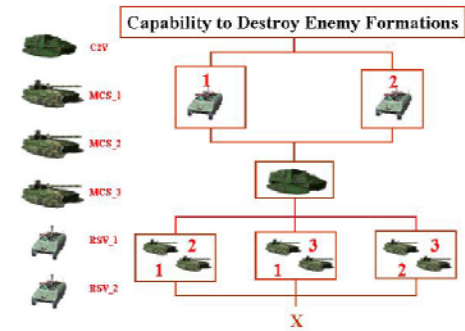 Capability to Destroy Enemy Formations
C2V
MCS_1
MCS_2
MCS_3
RSV_1
RSV_2
1
2
2
1
3
1
3
2
X